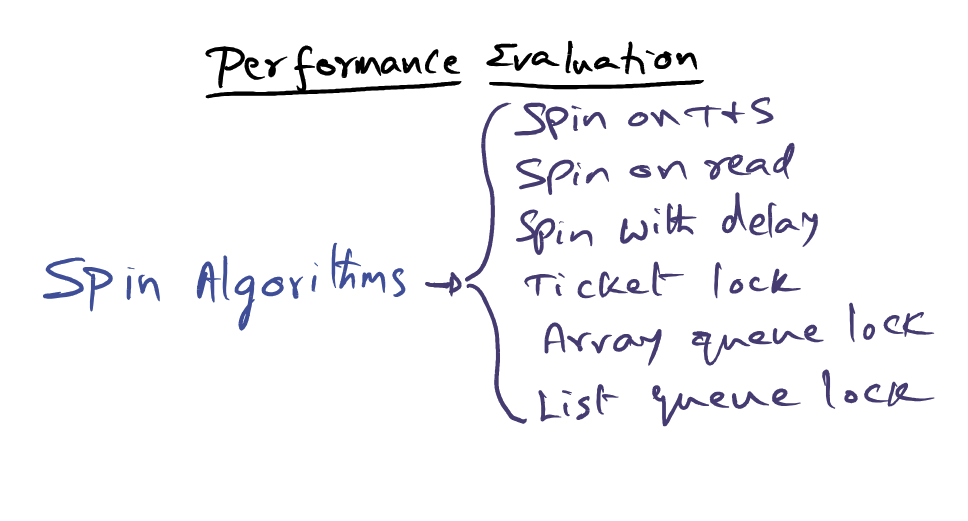 Performance Evaluation
Spin on T+S
Spin on read
Spin with delay
Spin Algorithms →
Ticket lock
Array queue lock
List queue lock